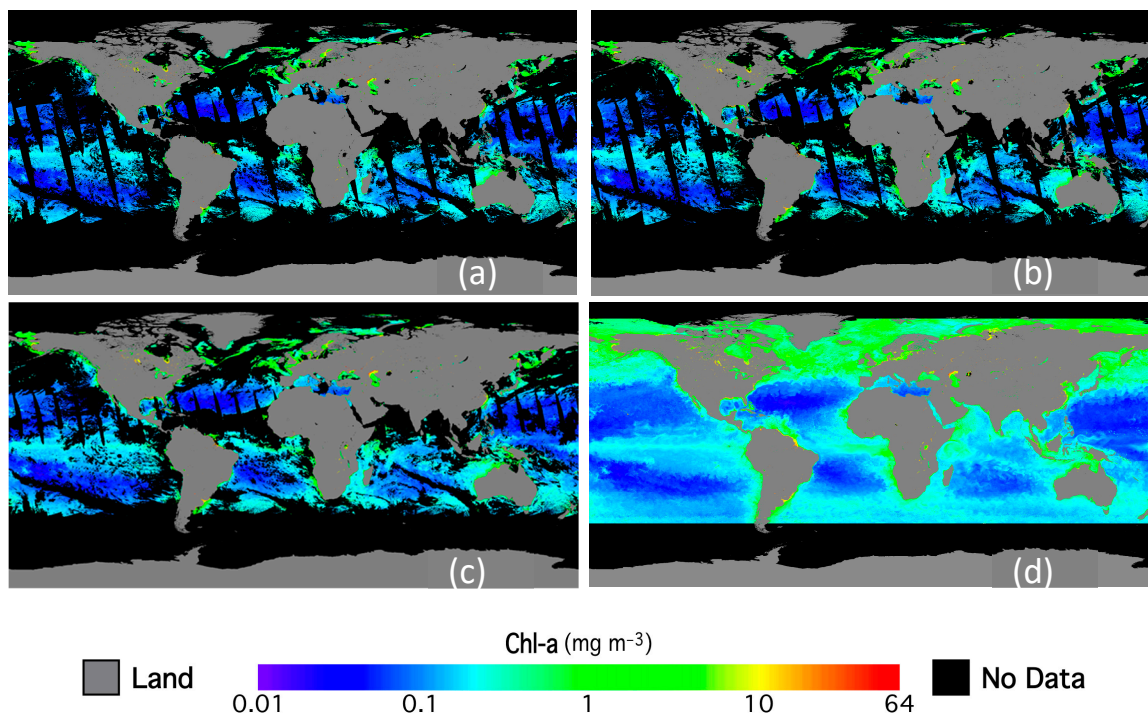 (a)
(b)
(c)
(d)
Chl-a (mg m⁻³)
Land
No Data
0.01 0.1 1 10 64